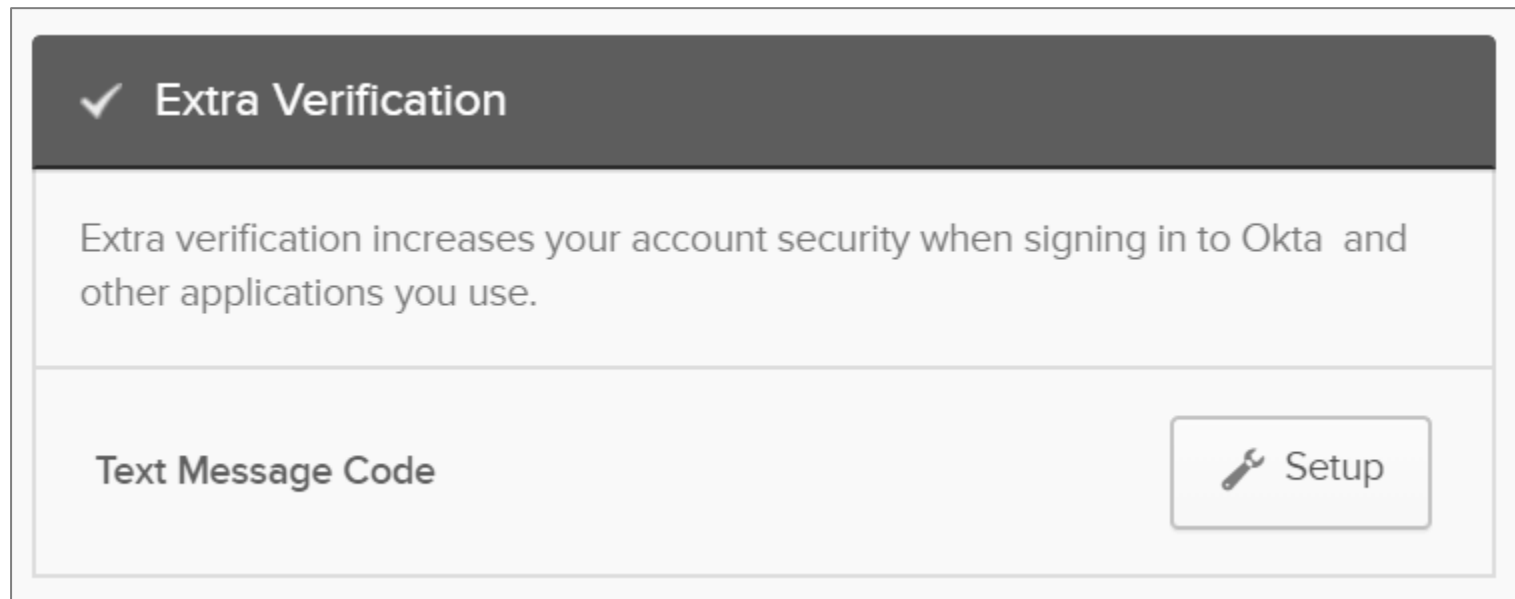 Extra Verification
Extra verification increases your account security when signing in to Okta  and
other applications you use.
Text Message Code
Setup